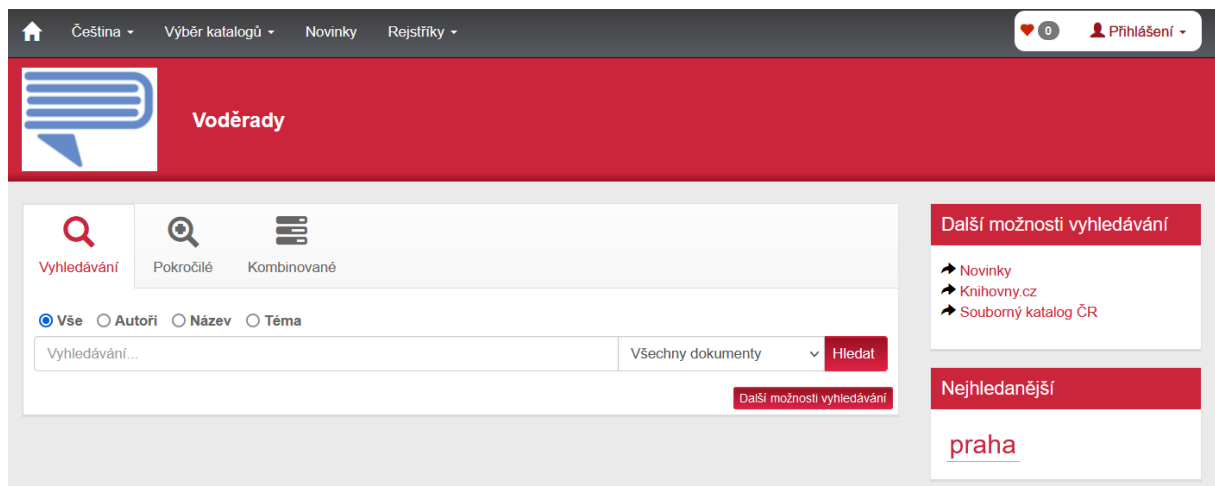 Čeština Výběr katalogů Novinky Rejstříky 0 Přihlášení
Voděrady
Vyhledávání Pokročilé Kombinované
Vše Autoři Název Téma
Vyhledávání... Všechny dokumenty Hledat
Další možnosti vyhledávání
Další možnosti vyhledávání
Novinky
Knihovny.cz
Souborný katalog ČR
Nejhledanější
praha